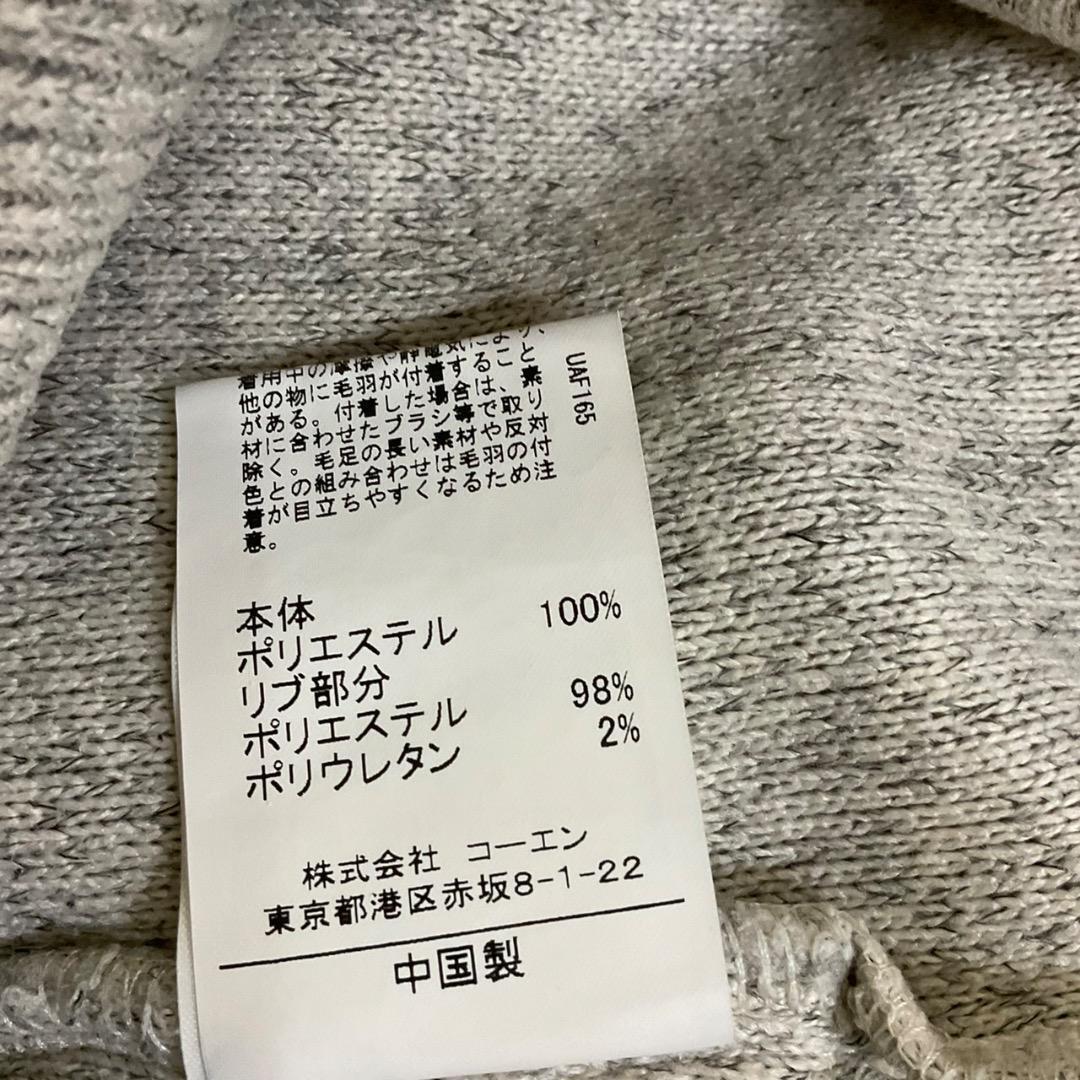 着用中の摩擦や静電気により、
他の物に毛羽が付着すること
がある。付着した場合は、素
材に合わせたブラシ等で取り
除く。毛足の長い素材や反対
色との組み合わせは毛羽の付
着が目立ちやすくなるため注
意。
UAF165
本体
ポリエステル 100%
リブ部分
ポリエステル 98%
ポリウレタン 2%
株式会社 コーエン
東京都港区赤坂8-1-22
中国製